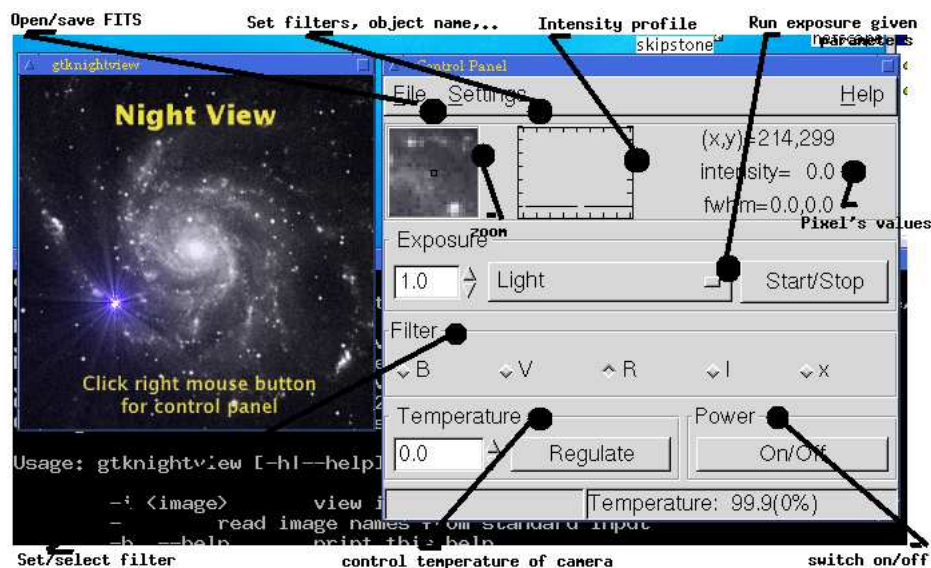 Open/save FITS
Set filters, object name,..
Intensity profile
Run exposure given
parameters
skipstone
gtknightview
Control Panel
Night View
Click right mouse button
for control panel
File Settings Help
(x,y)=214,299
intensity= 0.0
fwhm=0.0,0.0
Pixel's values
zoom
Exposure
1.0 Light Start/Stop
Filter
B V R I x
Temperature Power
0.0 Regulate On/Off
Temperature: 99.9(0%)
Usage: gtknightview [-h|--help]
-i <image> view i
- read image names from standard input
-h, --help print this help
Set/select filter
control temperature of camera
switch on/off